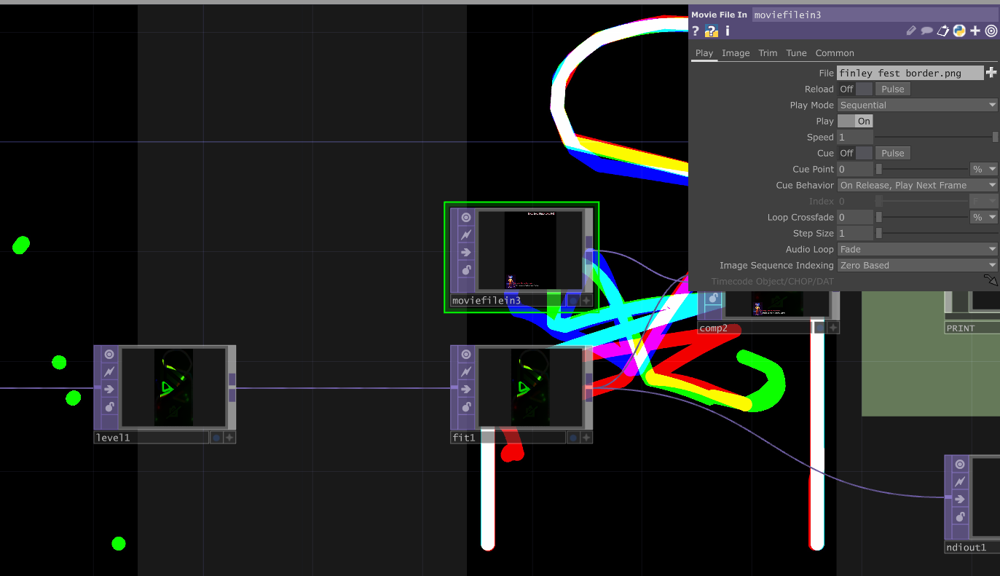 Movie File In moviefilein3
? ? i
Play Image Trim Tune Common
File finley fest border.png
Reload Off Pulse
Play Mode Sequential
Play On
Speed 1
Cue Off Pulse
Cue Point 0 %
Cue Behavior On Release, Play Next Frame
Index 0 F
Loop Crossfade 0 %
Step Size 1
Audio Loop Fade
Image Sequence Indexing Zero Based
Timecode Object/CHOP/DAT
moviefilein3
comp2
PRINT
level1
fit1
ndiout1